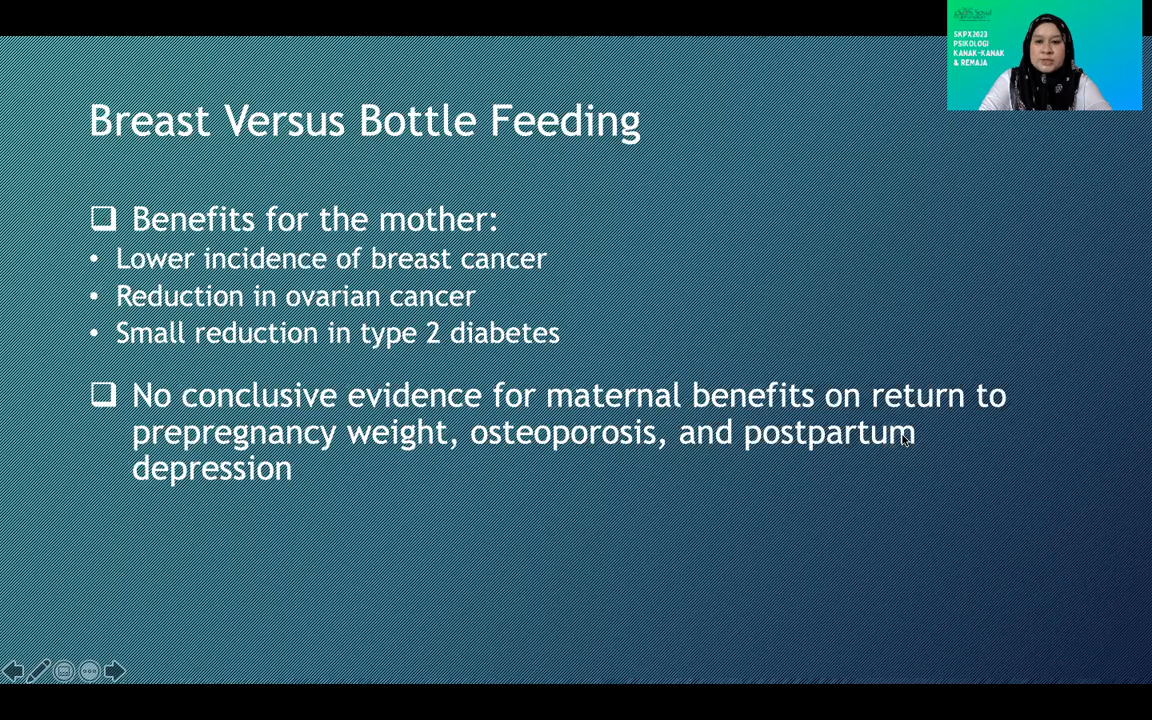 SKPX2023
PSIKOLOGI
KANAK-KANAK
& REMAJA
Breast Versus Bottle Feeding
Benefits for the mother:
• Lower incidence of breast cancer
• Reduction in ovarian cancer
• Small reduction in type 2 diabetes
No conclusive evidence for maternal benefits on return to
prepregnancy weight, osteoporosis, and postpartum
depression